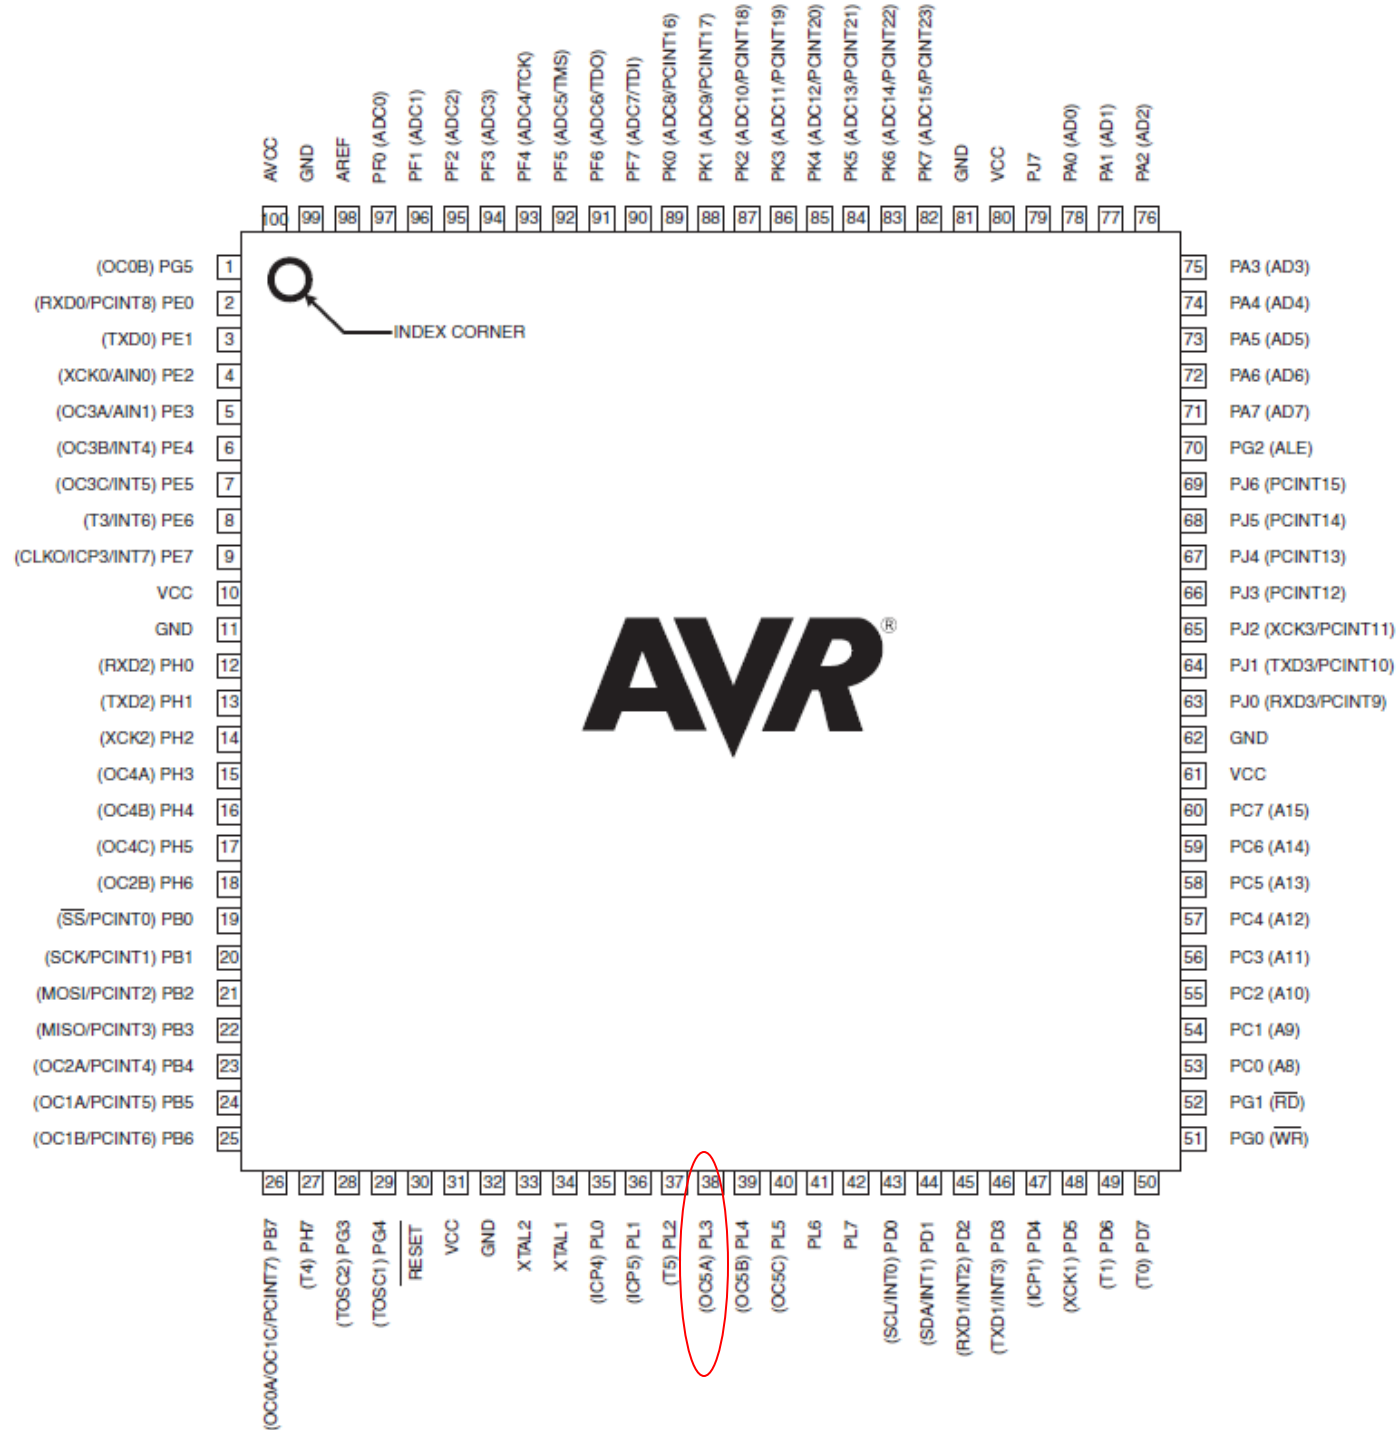 AVCC
GND
AREF
PF0 (ADC0)
PF1 (ADC1)
PF2 (ADC2)
PF3 (ADC3)
PF4 (ADC4/TCK)
PF5 (ADC5/TMS)
PF6 (ADC6/TDO)
PF7 (ADC7/TDI)
PK0 (ADC8/PCINT16)
PK1 (ADC9/PCINT17)
PK2 (ADC10/PCINT18)
PK3 (ADC11/PCINT19)
PK4 (ADC12/PCINT20)
PK5 (ADC13/PCINT21)
PK6 (ADC14/PCINT22)
PK7 (ADC15/PCINT23)
GND
VCC
PJ7
PA0 (AD0)
PA1 (AD1)
PA2 (AD2)
100 99 98 97 96 95 94 93 92 91 90 89 88 87 86 85 84 83 82 81 80 79 78 77 76
(OC0B) PG5 1
(RXD0/PCINT8) PE0 2
(TXD0) PE1 3
(XCK0/AIN0) PE2 4
(OC3A/AIN1) PE3 5
(OC3B/INT4) PE4 6
(OC3C/INT5) PE5 7
(T3/INT6) PE6 8
(CLKO/ICP3/INT7) PE7 9
VCC 10
GND 11
(RXD2) PH0 12
(TXD2) PH1 13
(XCK2) PH2 14
(OC4A) PH3 15
(OC4B) PH4 16
(OC4C) PH5 17
(OC2B) PH6 18
(SS/PCINT0) PB0 19
(SCK/PCINT1) PB1 20
(MOSI/PCINT2) PB2 21
(MISO/PCINT3) PB3 22
(OC2A/PCINT4) PB4 23
(OC1A/PCINT5) PB5 24
(OC1B/PCINT6) PB6 25
INDEX CORNER
AVR®
75 PA3 (AD3)
74 PA4 (AD4)
73 PA5 (AD5)
72 PA6 (AD6)
71 PA7 (AD7)
70 PG2 (ALE)
69 PJ6 (PCINT15)
68 PJ5 (PCINT14)
67 PJ4 (PCINT13)
66 PJ3 (PCINT12)
65 PJ2 (XCK3/PCINT11)
64 PJ1 (TXD3/PCINT10)
63 PJ0 (RXD3/PCINT9)
62 GND
61 VCC
60 PC7 (A15)
59 PC6 (A14)
58 PC5 (A13)
57 PC4 (A12)
56 PC3 (A11)
55 PC2 (A10)
54 PC1 (A9)
53 PC0 (A8)
52 PG1 (RD)
51 PG0 (WR)
26 27 28 29 30 31 32 33 34 35 36 37 38 39 40 41 42 43 44 45 46 47 48 49 50
(OC0A/OC1C/PCINT7) PB7
(T4) PH7
(TOSC2) PG3
(TOSC1) PG4
RESET
VCC
GND
XTAL2
XTAL1
(ICP4) PL0
(ICP5) PL1
(T5) PL2
(OC5A) PL3
(OC5B) PL4
(OC5C) PL5
PL6
PL7
(SCL/INT0) PD0
(SDA/INT1) PD1
(RXD1/INT2) PD2
(TXD1/INT3) PD3
(ICP1) PD4
(XCK1) PD5
(T1) PD6
(T0) PD7